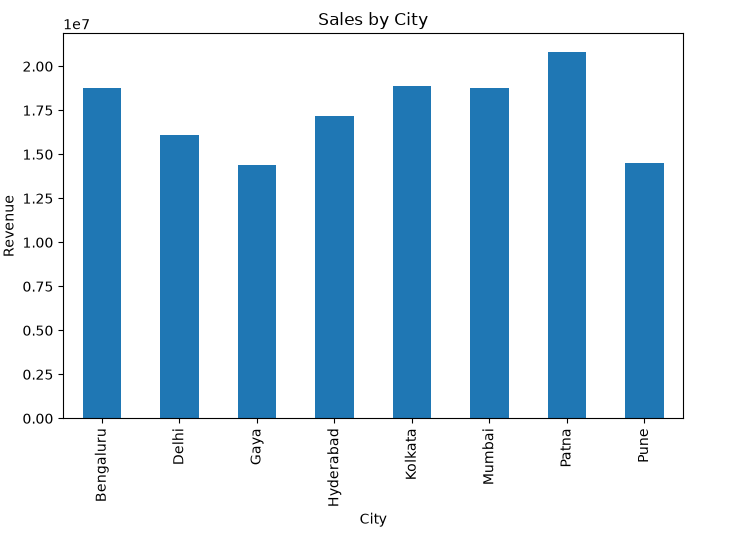 Sales by City
1e7
2.00
1.75
1.50
1.25
1.00
0.75
0.50
0.25
0.00
Revenue
Bengaluru
Delhi
Gaya
Hyderabad
Kolkata
Mumbai
Patna
Pune
City